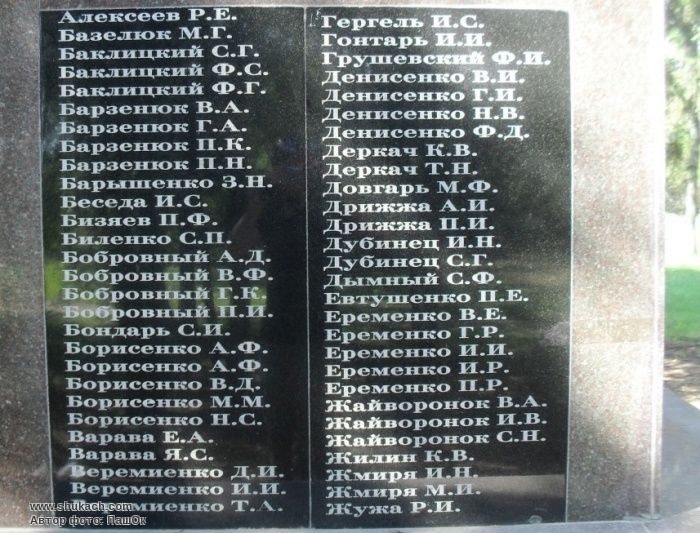 Алексеев Р.Е.
Базелюк М.Г.
Баклицкий С.Г.
Баклицкий Ф.С.
Баклицкий Ф.Г.
Барзенюк В.А.
Барзенюк Г.А.
Барзенюк П.К.
Барзенюк П.Н.
Барышенко З.Н.
Беседа И.С.
Бизяев П.Ф.
Биленко С.П.
Бобровный А.Д.
Бобровный В.Ф.
Бобровный Г.К.
Бобровный П.И.
Бондарь С.И.
Борисенко А.Ф.
Борисенко А.Ф.
Борисенко В.Д.
Борисенко М.М.
Борисенко Н.С.
Варава Е.А.
Варава Я.С.
Веремиенко Д.И.
Веремиенко И.И.
Веремиенко Т.А.
Гергель И.С.
Гонтарь И.И.
Грушевский Ф.И.
Денисенко В.И.
Денисенко Г.И.
Денисенко Н.В.
Денисенко Ф.Д.
Деркач К.В.
Деркач Т.Н.
Довгарь М.Ф.
Дрижжа А.И.
Дрижжа П.И.
Дубинец И.Н.
Дубинец С.Г.
Дымный С.Ф.
Евтушенко П.Е.
Еременко В.Е.
Еременко Г.Р.
Еременко И.И.
Еременко И.Р.
Еременко П.Р.
Жайворонок В.А.
Жайворонок И.В.
Жайворонок С.Н.
Жилин К.В.
Жмиря И.Н.
Жмиря М.И.
Жужа Р.И.
www.shukach.com
Автор фото: ПашОк